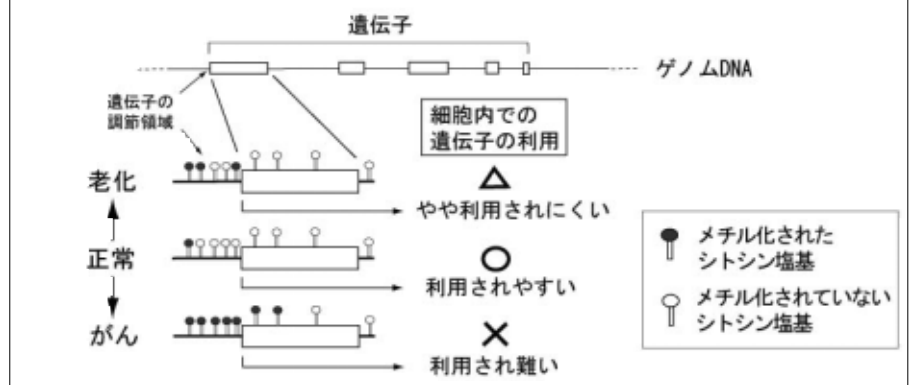 遺伝子
ゲノムDNA
遺伝子の
調節領域
細胞内での
遺伝子の利用
老化
やや利用されにくい
正常
利用されやすい
がん
利用され難い
メチル化された
シトシン塩基
メチル化されていない
シトシン塩基